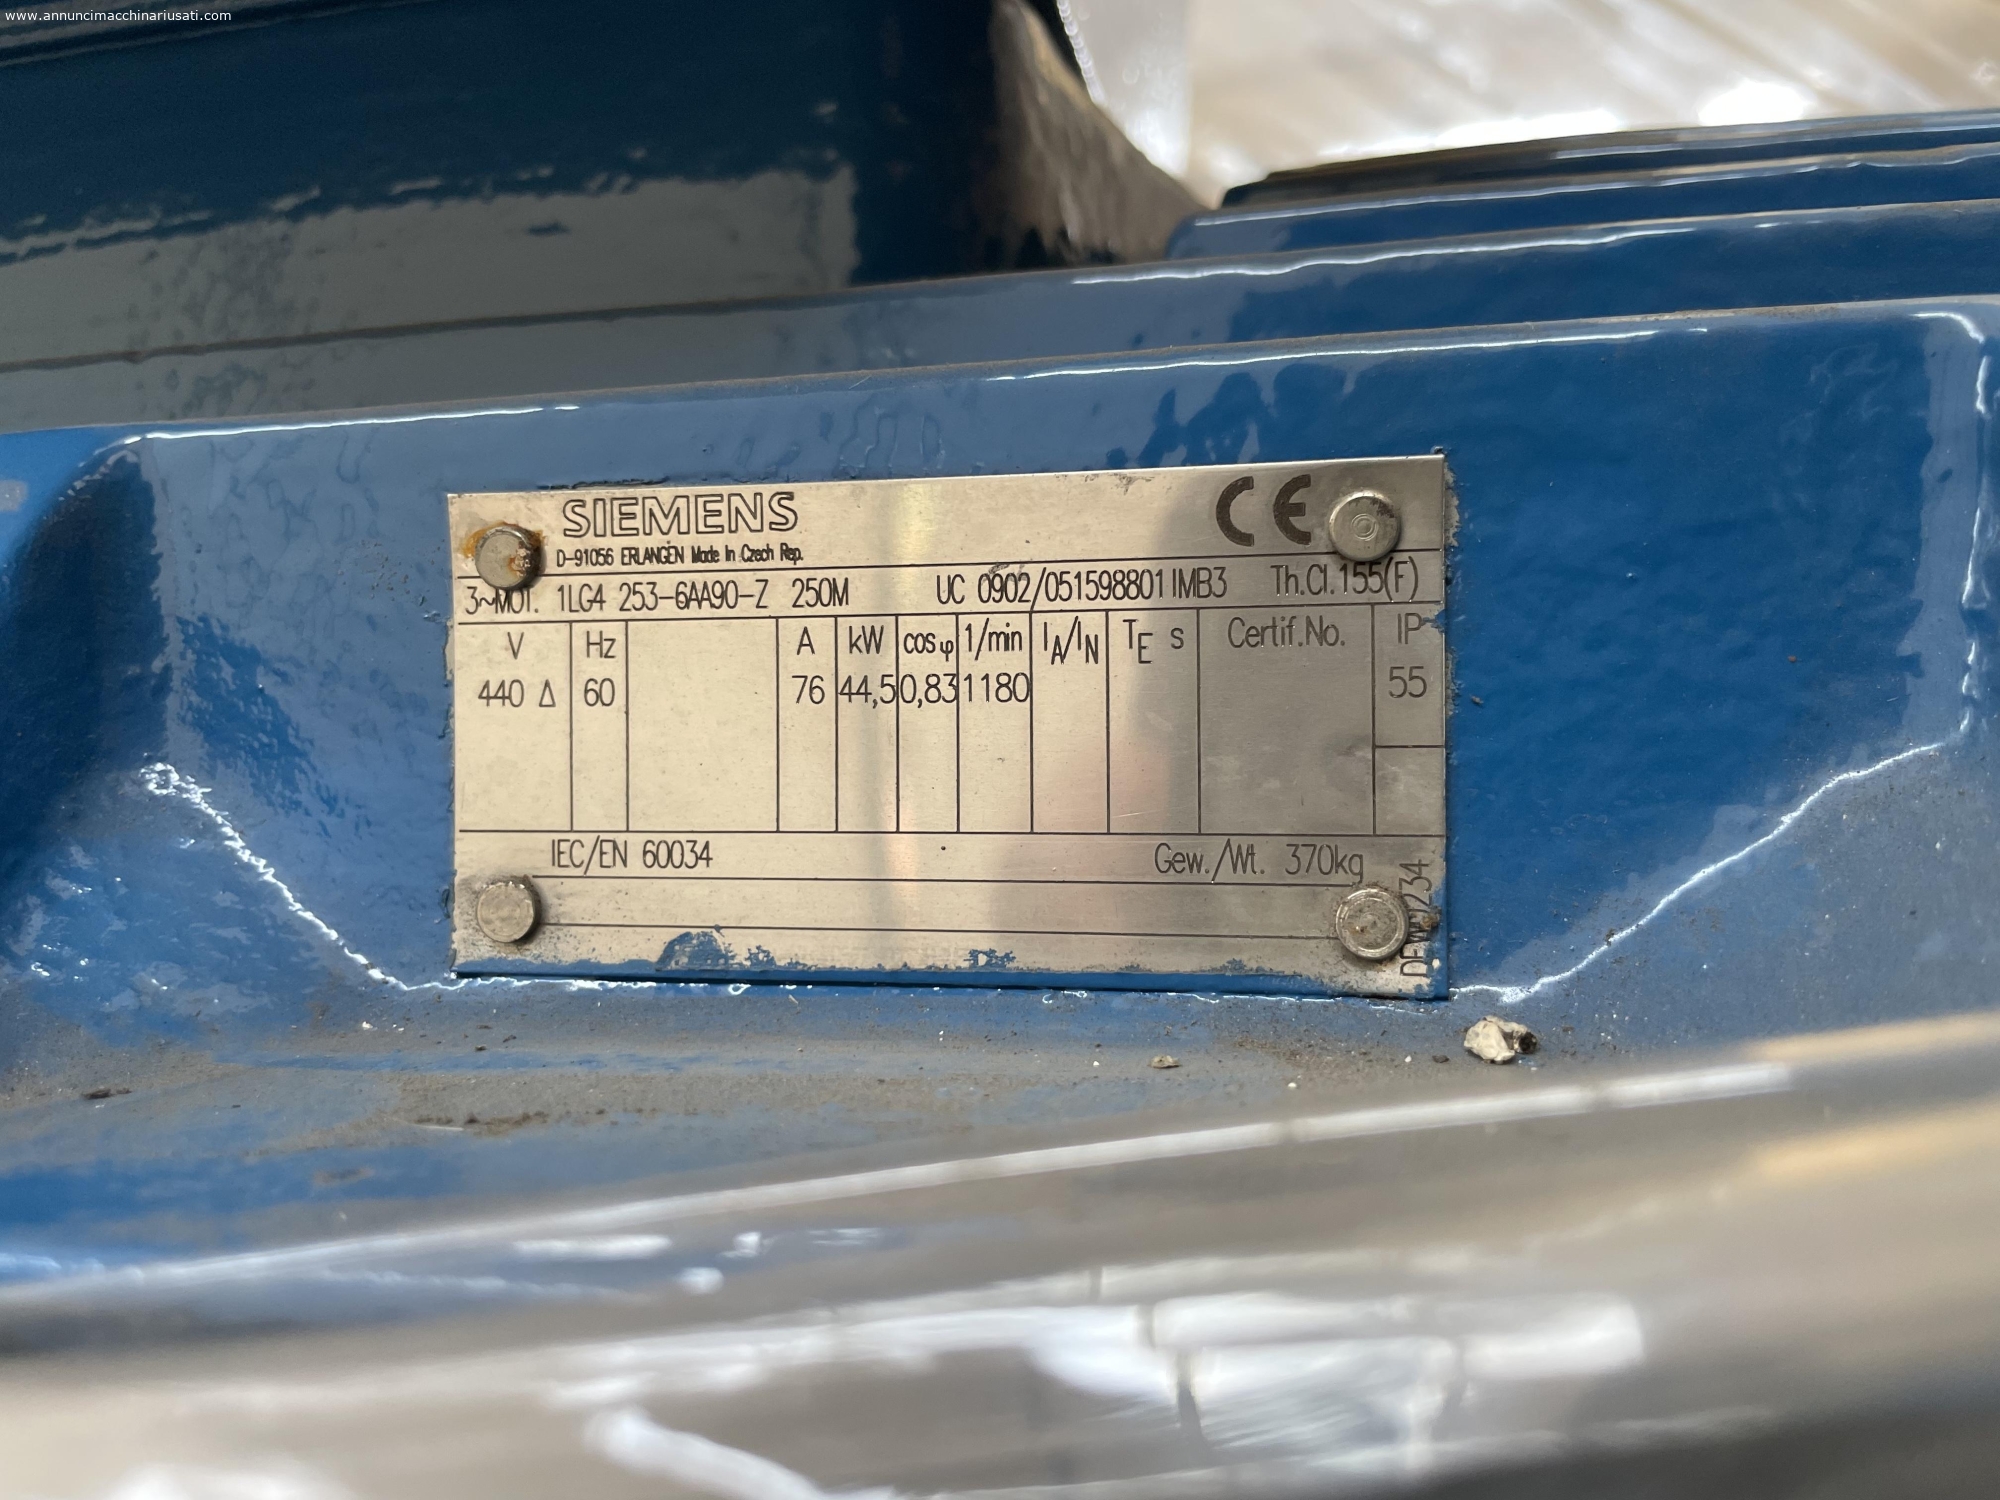 www.annuncimacchinariusati.com
SIEMENS CE
D-91056 ERLANGEN Made In Czech Rep.
3~MOT. 1LG4 253-6AA90-Z 250M UC 0902/051598801 IMB3 Th.Cl.155(F)
V Hz A kW cosφ 1/min IA/IN TE s Certif.No. IP
440 Δ 60 76 44,5 0,83 1180 55
IEC/EN 60034 Gew./Wt. 370kg